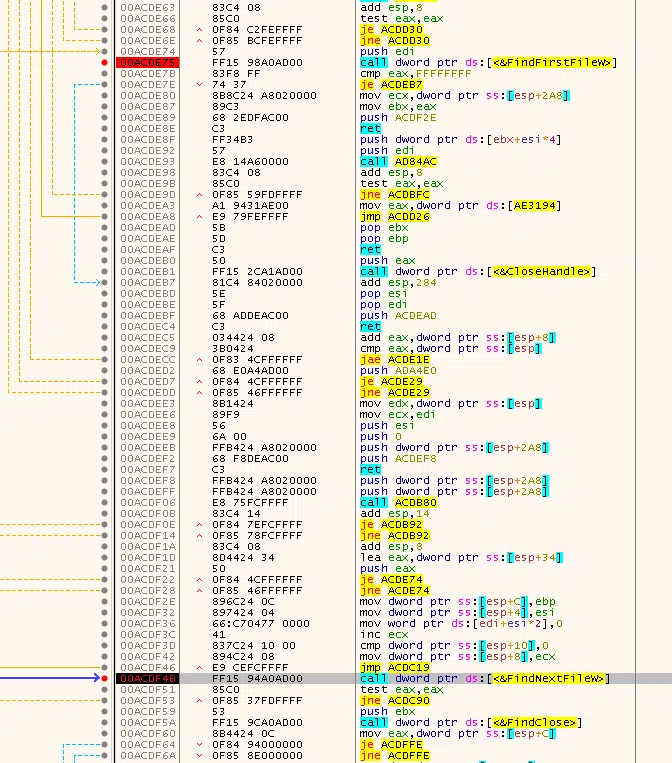 00ACDE63 83C4 08 add esp,8
00ACDE66 85C0 test eax,eax
00ACDE68 ^ 0F84 C2FEFFFF je ACDD30
00ACDE6E ^ 0F85 BCFEFFFF jne ACDD30
00ACDE74 57 push edi
00ACDE75 FF15 98A0AD00 call dword ptr ds:[<&FindFirstFileW>]
00ACDE7B 83F8 FF cmp eax,FFFFFFFF
00ACDE7E v 74 37 je ACDEB7
00ACDE80 8B8C24 A8020000 mov ecx,dword ptr ss:[esp+2A8]
00ACDE87 89C3 mov ebx,eax
00ACDE89 68 2EDFAC00 push ACDF2E
00ACDE8E C3 ret
00ACDE8F FF34B3 push dword ptr ds:[ebx+esi*4]
00ACDE92 57 push edi
00ACDE93 E8 14A60000 call AD84AC
00ACDE98 83C4 08 add esp,8
00ACDE9B 85C0 test eax,eax
00ACDE9D ^ 0F85 59FDFFFF jne ACDBFC
00ACDEA3 A1 9431AE00 mov eax,dword ptr ds:[AE3194]
00ACDEA8 ^ E9 79FEFFFF jmp ACDD26
00ACDEAD 5B pop ebx
00ACDEAE 5D pop ebp
00ACDEAF C3 ret
00ACDEB0 50 push eax
00ACDEB1 FF15 2CA1AD00 call dword ptr ds:[<&CloseHandle>]
00ACDEB7 81C4 84020000 add esp,284
00ACDEBD 5E pop esi
00ACDEBE 5F pop edi
00ACDEBF 68 ADDEAC00 push ACDEAD
00ACDEC4 C3 ret
00ACDEC5 034424 08 add eax,dword ptr ss:[esp+8]
00ACDEC9 3B0424 cmp eax,dword ptr ss:[esp]
00ACDECC ^ 0F83 4CFFFFFF jae ACDE1E
00ACDED2 68 E0A4AD00 push ADA4E0
00ACDED7 ^ 0F84 4CFFFFFF je ACDE29
00ACDEDD ^ 0F85 46FFFFFF jne ACDE29
00ACDEE3 8B1424 mov edx,dword ptr ss:[esp]
00ACDEE6 89F9 mov ecx,edi
00ACDEE8 56 push esi
00ACDEE9 6A 00 push 0
00ACDEEB FFB424 A8020000 push dword ptr ss:[esp+2A8]
00ACDEF2 68 F8DEAC00 push ACDEF8
00ACDEF7 C3 ret
00ACDEF8 FFB424 A8020000 push dword ptr ss:[esp+2A8]
00ACDEFF FFB424 A8020000 push dword ptr ss:[esp+2A8]
00ACDF06 E8 75FCFFFF call ACDB80
00ACDF0B 83C4 14 add esp,14
00ACDF0E ^ 0F84 7EFCFFFF je ACDB92
00ACDF14 ^ 0F85 78FCFFFF jne ACDB92
00ACDF1A 83C4 08 add esp,8
00ACDF1D 8D4424 34 lea eax,dword ptr ss:[esp+34]
00ACDF21 50 push eax
00ACDF22 ^ 0F84 4CFFFFFF je ACDE74
00ACDF28 ^ 0F85 46FFFFFF jne ACDE74
00ACDF2E 896C24 0C mov dword ptr ss:[esp+C],ebp
00ACDF32 897424 04 mov dword ptr ss:[esp+4],esi
00ACDF36 66:C70477 0000 mov word ptr ds:[edi+esi*2],0
00ACDF3C 41 inc ecx
00ACDF3D 837C24 10 00 cmp dword ptr ss:[esp+10],0
00ACDF42 894C24 08 mov dword ptr ss:[esp+8],ecx
00ACDF46 ^ E9 CEFCFFFF jmp ACDC19
00ACDF4B FF15 94A0AD00 call dword ptr ds:[<&FindNextFileW>]
00ACDF51 85C0 test eax,eax
00ACDF53 ^ 0F85 37FDFFFF jne ACDC90
00ACDF59 53 push ebx
00ACDF5A FF15 9CA0AD00 call dword ptr ds:[<&FindClose>]
00ACDF60 8B4424 0C mov eax,dword ptr ss:[esp+C]
00ACDF64 v 0F84 94000000 je ACDFFE
00ACDF6A v 0F85 8E000000 jne ACDFFE